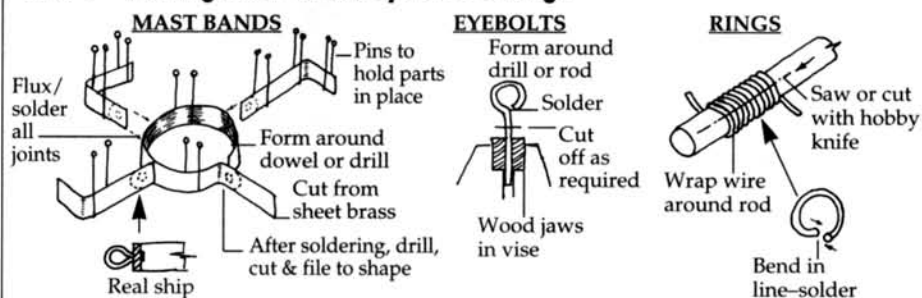 MAST BANDS
Pins to
hold parts
in place
Flux/
solder
all
joints
Form around
dowel or drill
Cut from
sheet brass
After soldering, drill,
cut & file to shape
Real ship
EYEBOLTS
Form around
drill or rod
Solder
Cut
off as
required
Wood jaws
in vise
RINGS
Saw or cut
with hobby
knife
Wrap wire
around rod
Bend in
line–solder